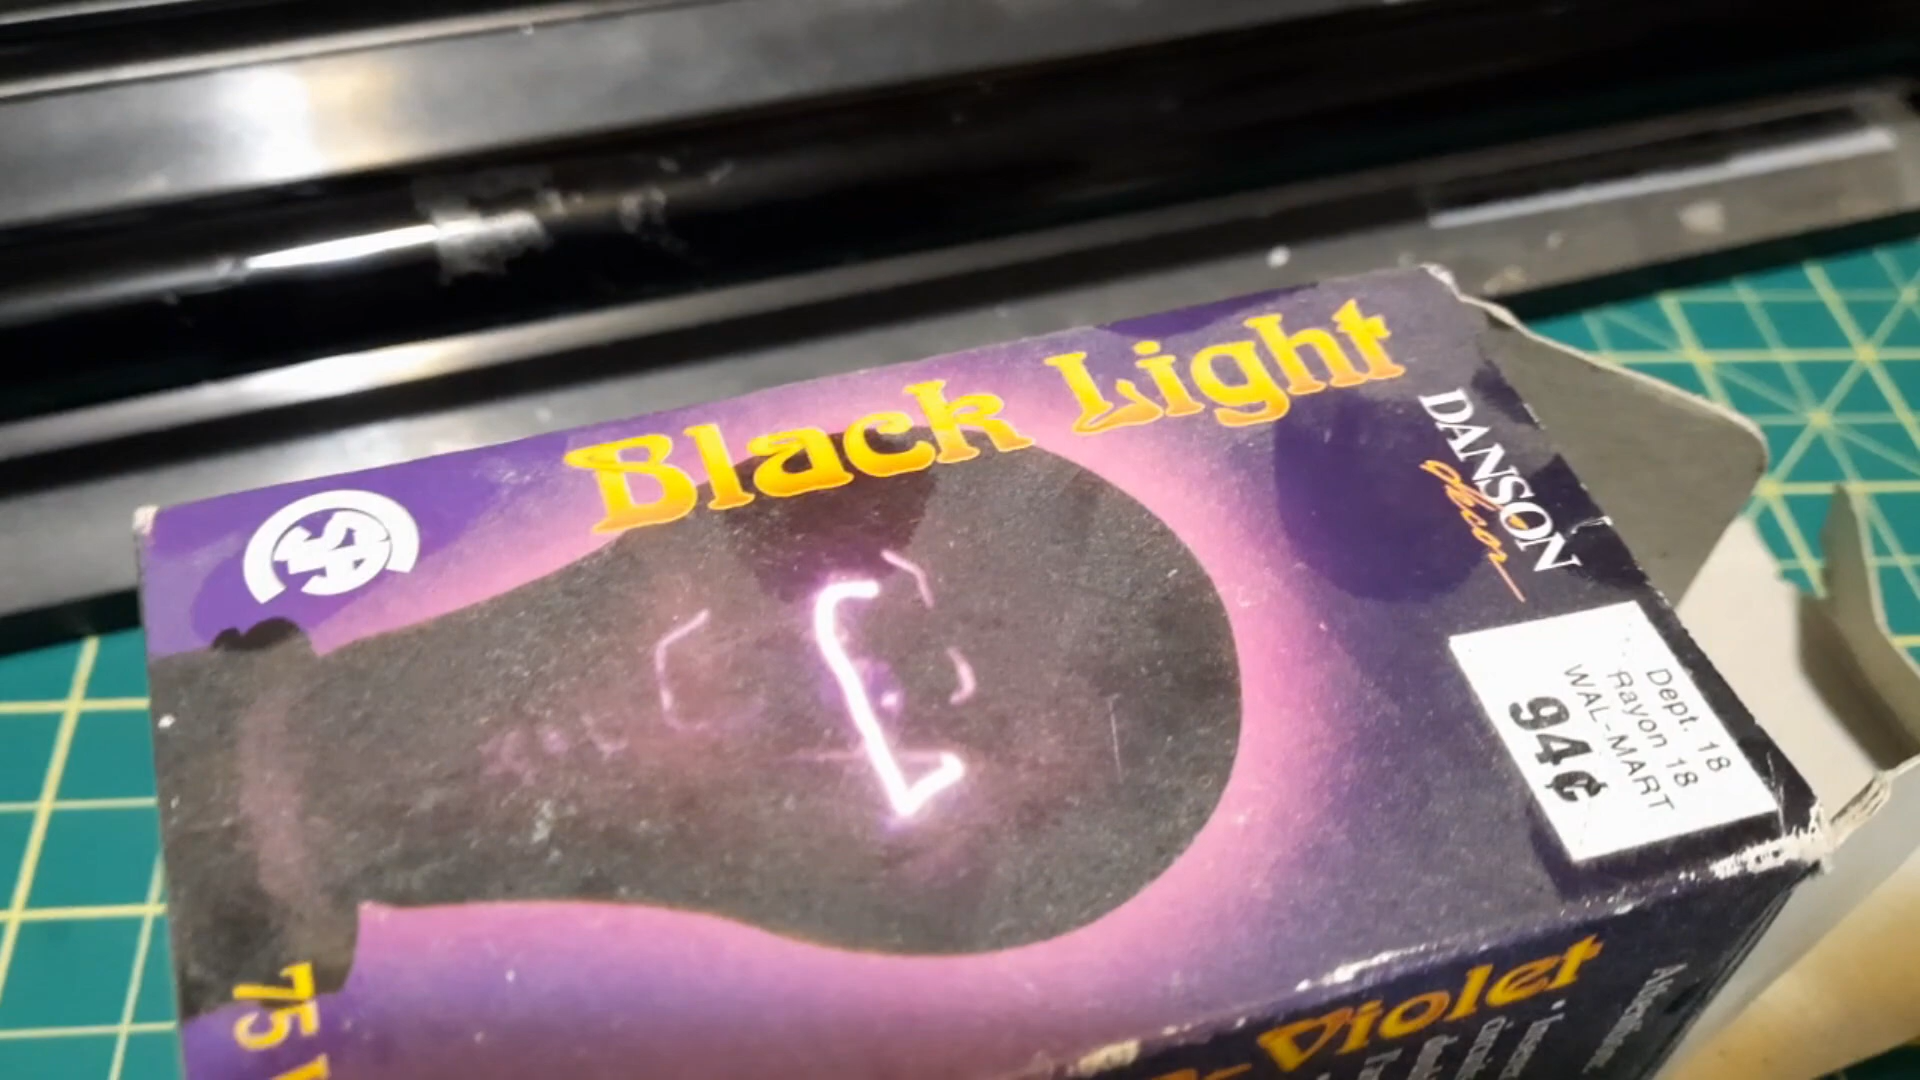 Black Light
DANSON
decor
Dept. 18
Rayon 18
WAL-MART
94¢
75
-Violet